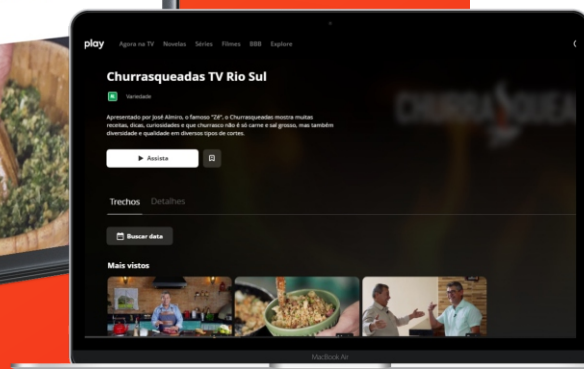 play Agora na TV Novelas Séries Filmes BBB Explore
Churrasqueadas TV Rio Sul
L Variedade
Apresentado por José Almiro, o famoso "Zé", o Churrasqueadas mostra muitas
receitas, dicas, curiosidades e que churrasco não é só carne e sal grosso, mas também
diversidade e qualidade em diversos tipos de cortes.
Assista
Trechos Detalhes
Buscar data
Mais vistos
MacBook Air